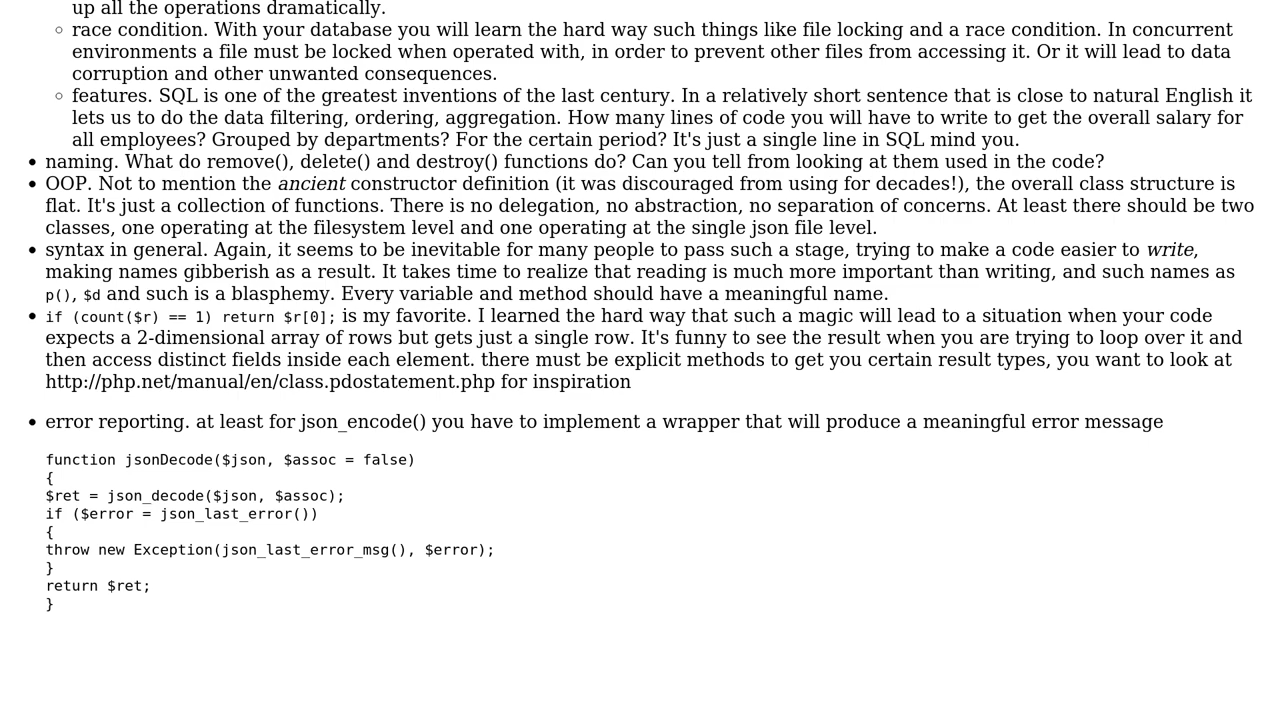 up all the operations dramatically.
race condition. With your database you will learn the hard way such things like file locking and a race condition. In concurrent
environments a file must be locked when operated with, in order to prevent other files from accessing it. Or it will lead to data
corruption and other unwanted consequences.
features. SQL is one of the greatest inventions of the last century. In a relatively short sentence that is close to natural English it
lets us to do the data filtering, ordering, aggregation. How many lines of code you will have to write to get the overall salary for
all employees? Grouped by departments? For the certain period? It's just a single line in SQL mind you.
naming. What do remove(), delete() and destroy() functions do? Can you tell from looking at them used in the code?
OOP. Not to mention the ancient constructor definition (it was discouraged from using for decades!), the overall class structure is
flat. It's just a collection of functions. There is no delegation, no abstraction, no separation of concerns. At least there should be two
classes, one operating at the filesystem level and one operating at the single json file level.
syntax in general. Again, it seems to be inevitable for many people to pass such a stage, trying to make a code easier to write,
making names gibberish as a result. It takes time to realize that reading is much more important than writing, and such names as
p(), $d and such is a blasphemy. Every variable and method should have a meaningful name.
if (count($r) == 1) return $r[0]; is my favorite. I learned the hard way that such a magic will lead to a situation when your code
expects a 2-dimensional array of rows but gets just a single row. It's funny to see the result when you are trying to loop over it and
then access distinct fields inside each element. there must be explicit methods to get you certain result types, you want to look at
http://php.net/manual/en/class.pdostatement.php for inspiration
error reporting. at least for json_encode() you have to implement a wrapper that will produce a meaningful error message
function jsonDecode($json, $assoc = false)
{
$ret = json_decode($json, $assoc);
if ($error = json_last_error())
{
throw new Exception(json_last_error_msg(), $error);
}
return $ret;
}